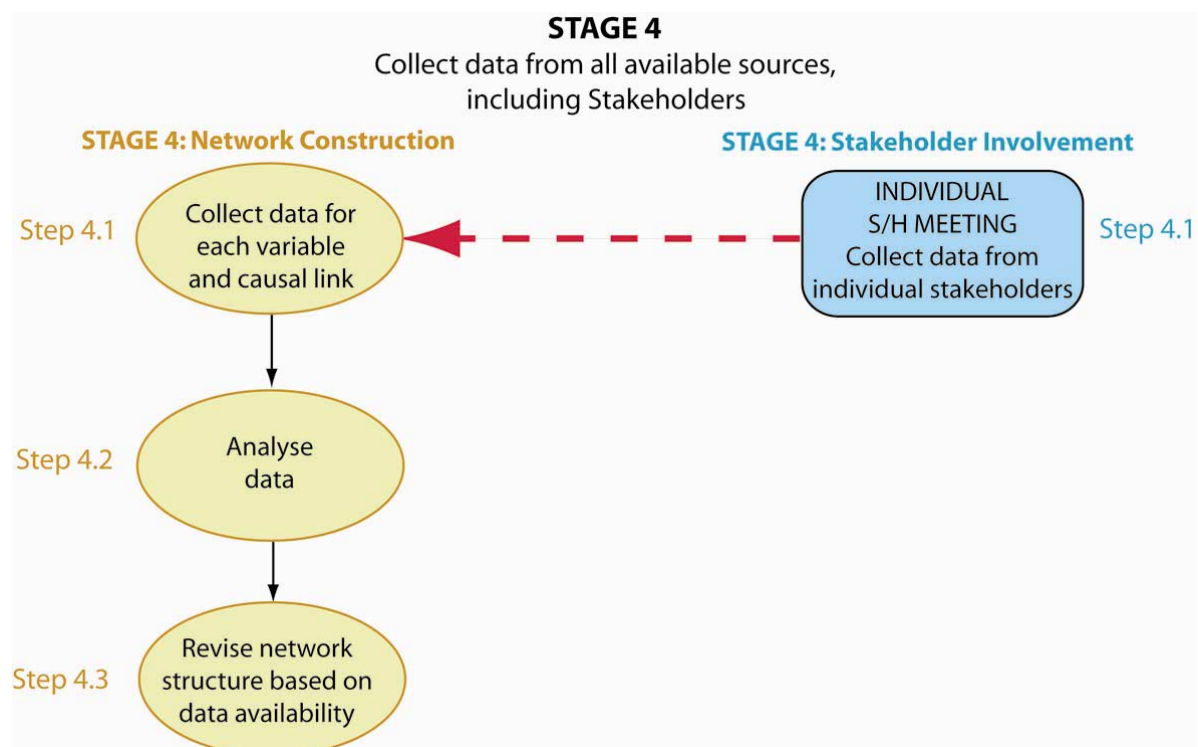 STAGE 4
Collect data from all available sources,
including Stakeholders
STAGE 4: Network Construction
STAGE 4: Stakeholder Involvement
Step 4.1
Collect data for
each variable
and causal link
INDIVIDUAL
S/H MEETING
Collect data from
individual stakeholders
Step 4.1
Step 4.2
Analyse
data
Step 4.3
Revise network
structure based on
data availability